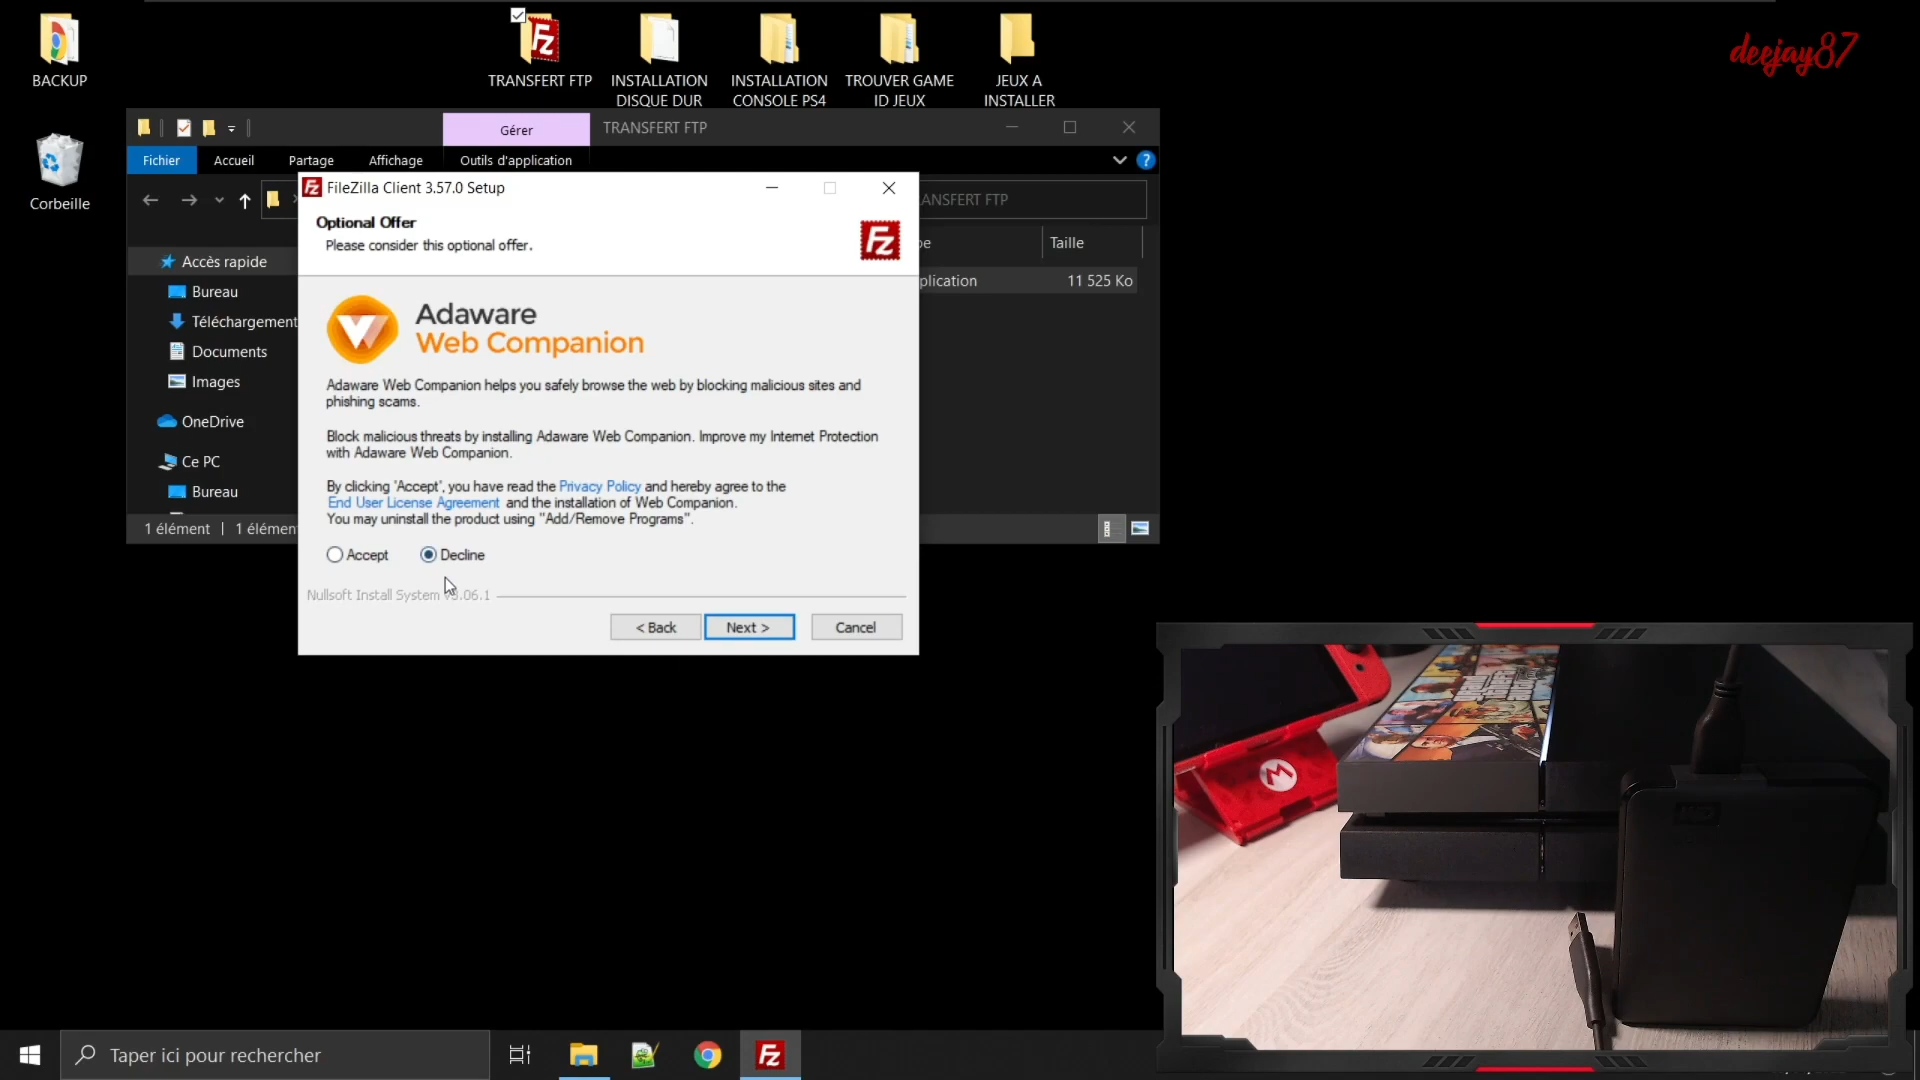 BACKUP
TRANSFERT FTP
INSTALLATION
DISQUE DUR
INSTALLATION
CONSOLE PS4
TROUVER GAME
ID JEUX
JEUX A
INSTALLER
deejay87
Corbeille
Gérer
TRANSFERT FTP
Fichier
Accueil
Partage
Affichage
Outils d'application
FileZilla Client 3.57.0 Setup
ANSFERT FTP
Optional Offer
Please consider this optional offer.
Fz
pe
Taille
plication
11 525 Ko
Accès rapide
Bureau
Téléchargement
Documents
Images
OneDrive
Ce PC
Bureau
1 élément
1 élémen
Adaware
Web Companion
Adaware Web Companion helps you safely browse the web by blocking malicious sites and
phishing scams.
Block malicious threats by installing Adaware Web Companion. Improve my Internet Protection
with Adaware Web Companion.
By clicking 'Accept', you have read the Privacy Policy and hereby agree to the
End User License Agreement and the installation of Web Companion.
You may uninstall the product using "Add/Remove Programs".
Accept
Decline
Nullsoft Install System
< Back
Next >
Cancel
Taper ici pour rechercher